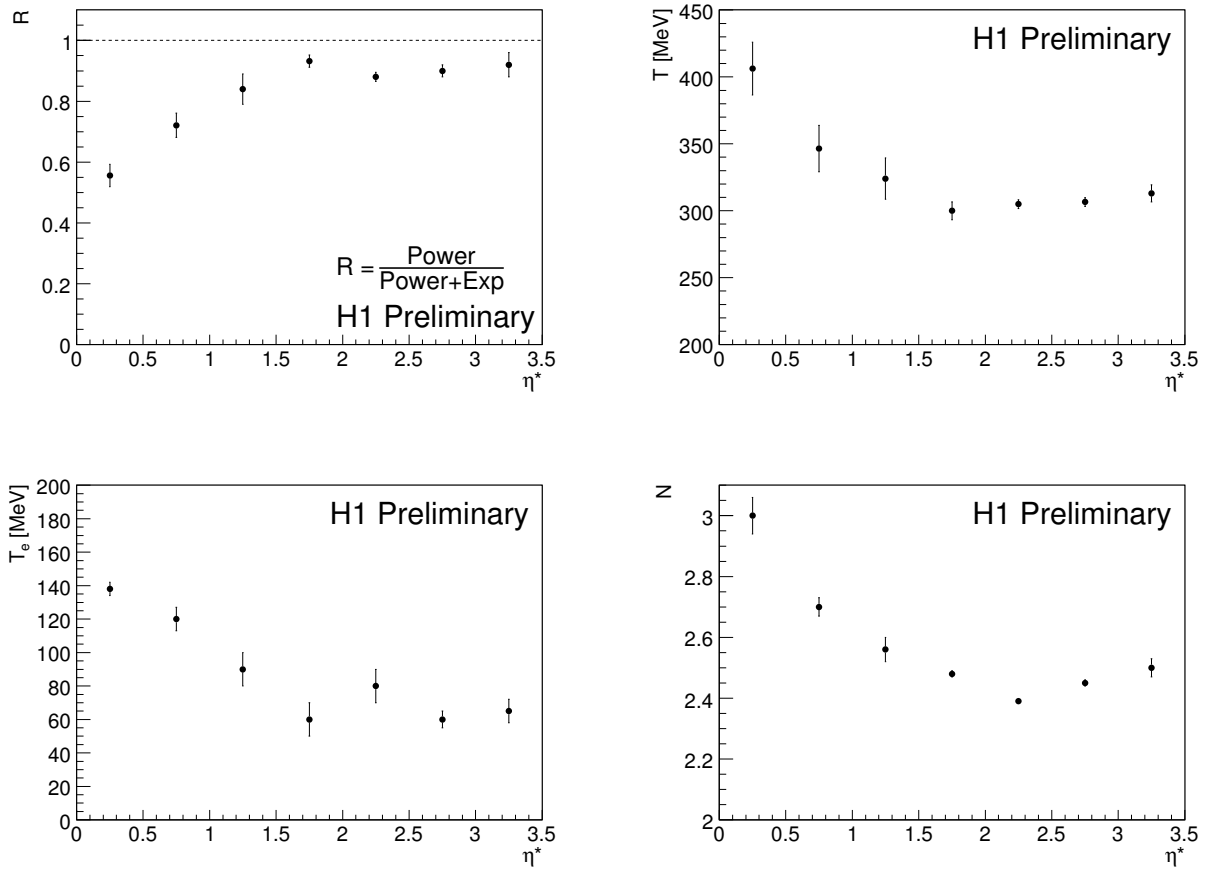 R
1
0.8
0.6
0.4
0.2
0
R = Power
Power+Exp
H1 Preliminary
0 0.5 1 1.5 2 2.5 3 3.5
η*
T [MeV]
450
400
350
300
250
200
H1 Preliminary
0 0.5 1 1.5 2 2.5 3 3.5
η*
Te [MeV]
200
180
160
140
120
100
80
60
40
20
0
H1 Preliminary
0 0.5 1 1.5 2 2.5 3 3.5
η*
N
3
2.8
2.6
2.4
2.2
2
H1 Preliminary
0 0.5 1 1.5 2 2.5 3 3.5
η*